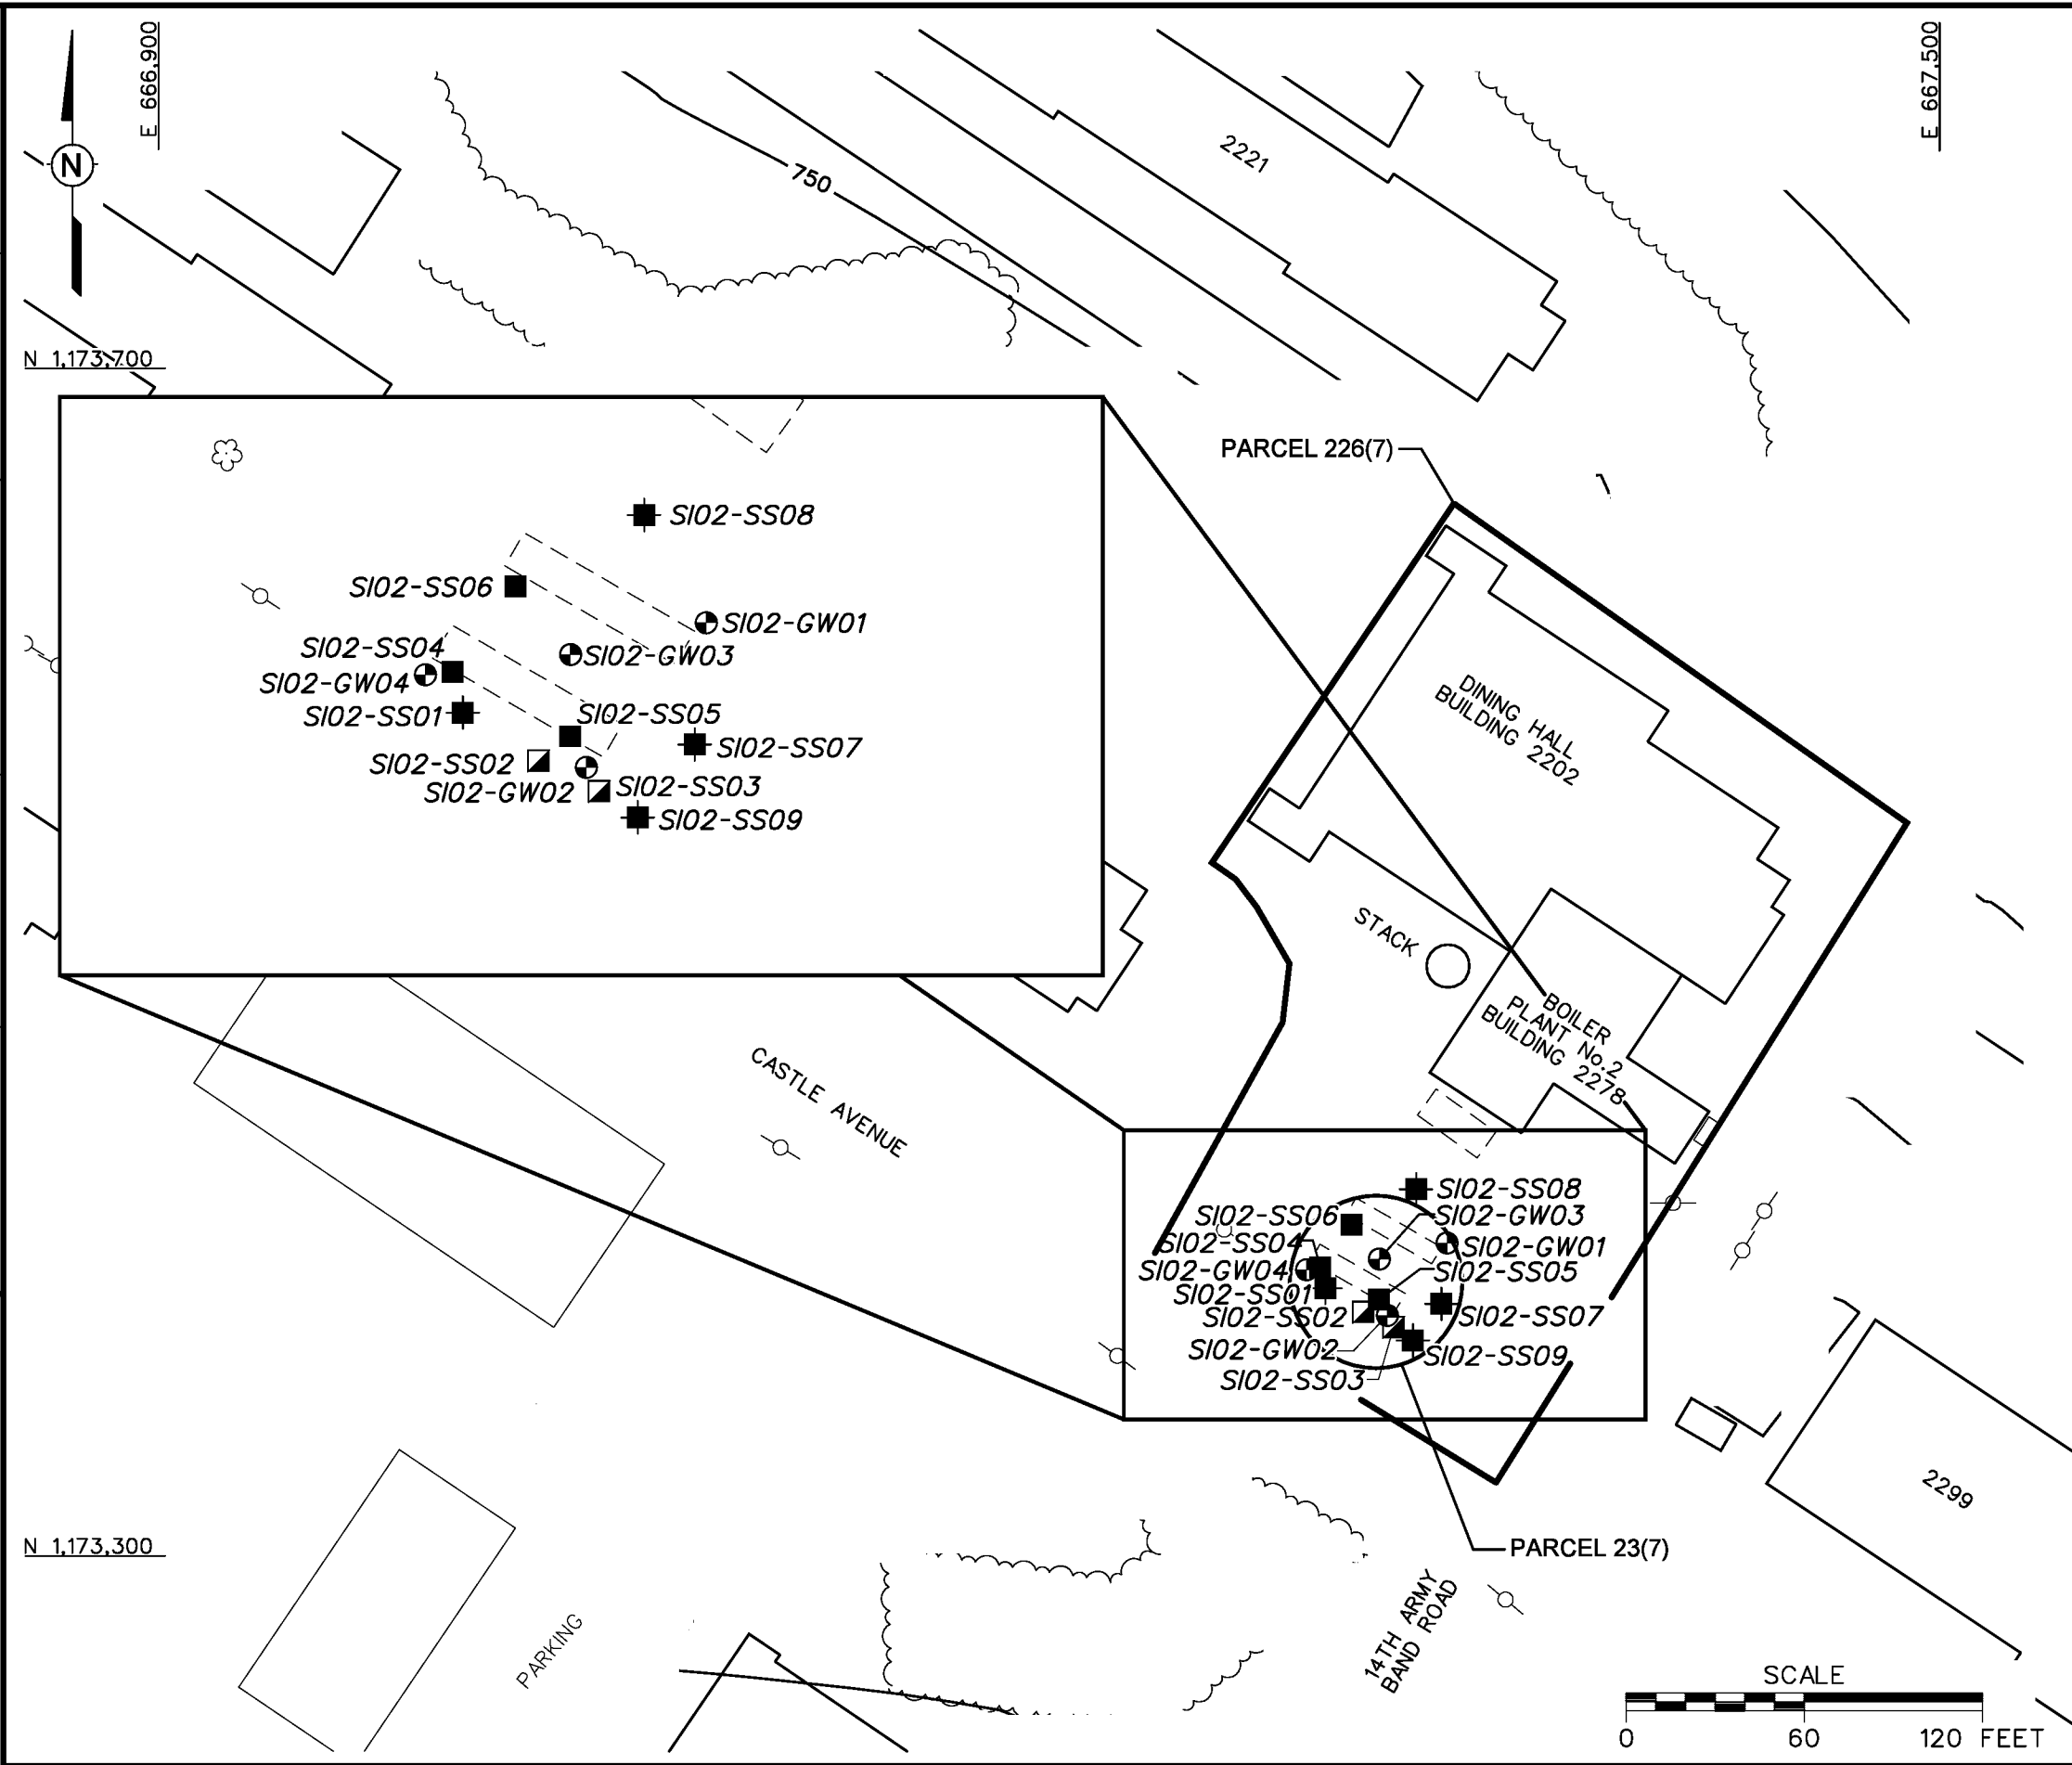 E 666,900
E 667,500
N
2221
750
N 1,173,700
PARCEL 226(7)
SI02-SS08
SI02-SS06
SI02-GW01
SI02-SS04
SI02-GW03
SI02-GW04
SI02-SS01
SI02-SS05
SI02-SS07
SI02-SS02
SI02-SS03
SI02-GW02
SI02-SS09
DINING HALL
BUILDING 2202
STACK
BOILER
PLANT No.2
BUILDING 2278
CASTLE AVENUE
SI02-SS08
SI02-SS06
SI02-GW03
SI02-SS04
SI02-GW01
SI02-GW04
SI02-SS05
SI02-SS01
SI02-SS02
SI02-SS07
SI02-GW02
SI02-SS09
SI02-SS03
2299
N 1,173,300
PARCEL 23(7)
14TH ARMY
BAND ROAD
PARKING
SCALE
0 60 120 FEET